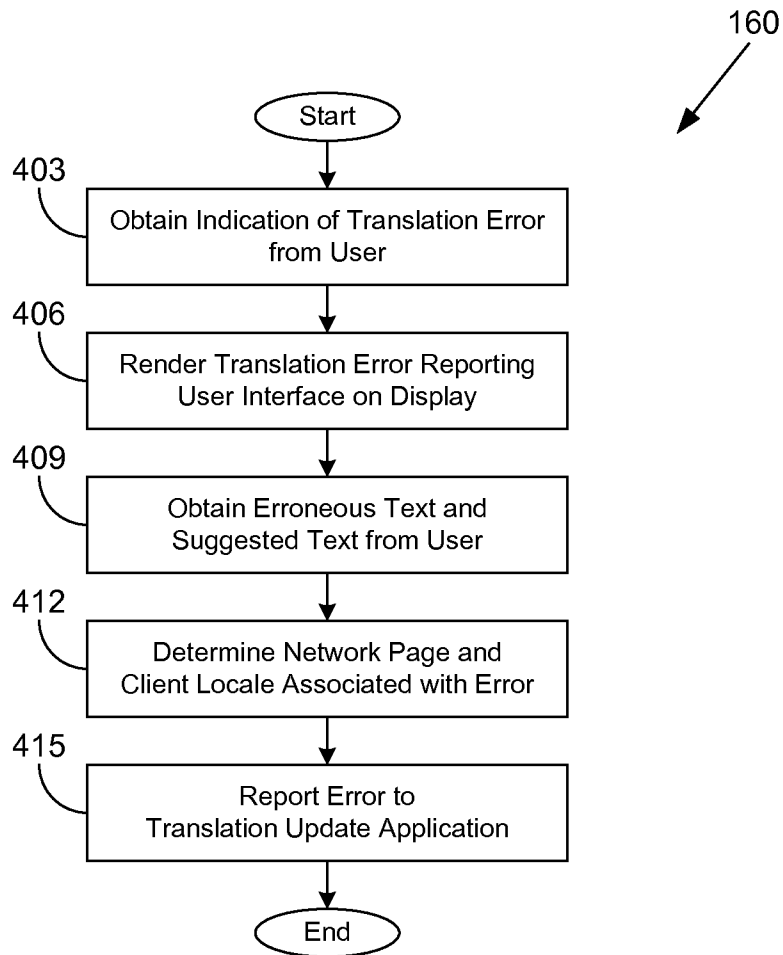 160
Start
403
Obtain Indication of Translation Error
from User
406
Render Translation Error Reporting
User Interface on Display
409
Obtain Erroneous Text and
Suggested Text from User
412
Determine Network Page and
Client Locale Associated with Error
415
Report Error to
Translation Update Application
End